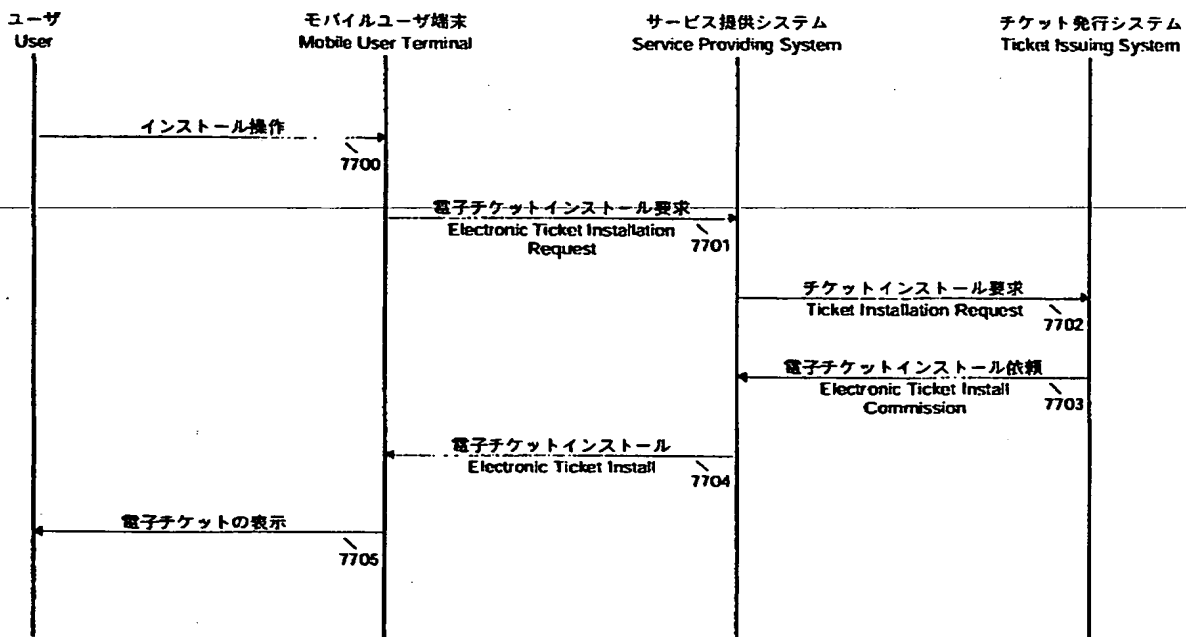 ユーザ
User
モバイルユーザ端末
Mobile User Terminal
サービス提供システム
Service Providing System
チケット発行システム
Ticket Issuing System
インストール操作
7700
電子チケットインストール要求
Electronic Ticket Installation
Request
7701
チケットインストール要求
Ticket Installation Request
7702
電子チケットインストール依頼
Electronic Ticket Install
Commission
7703
電子チケットインストール
Electronic Ticket Install
7704
電子チケットの表示
7705